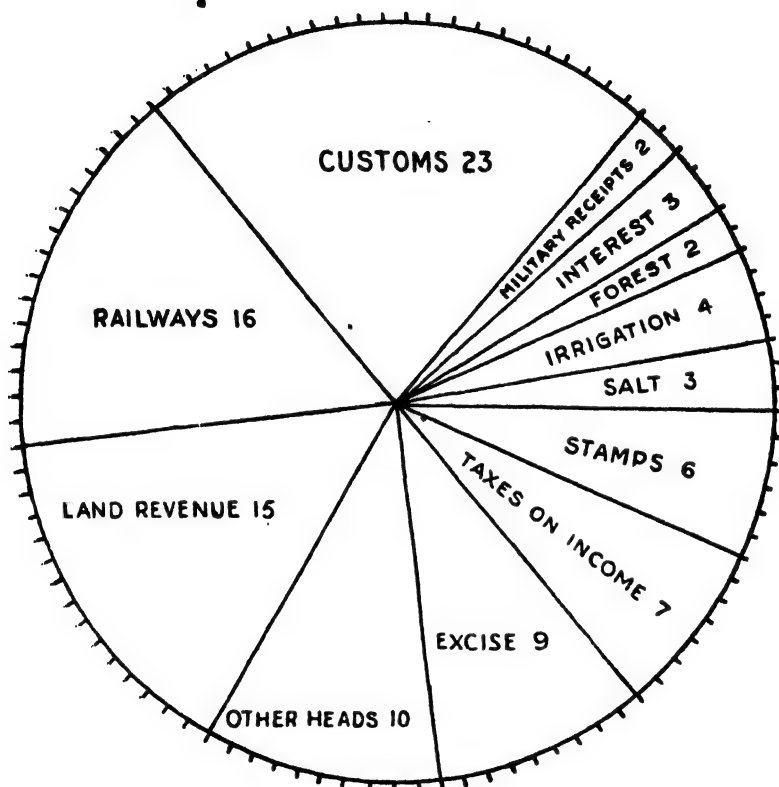 CUSTOMS 23
MILITARY RECEIPTS 2
INTEREST 3
FOREST 2
IRRIGATION 4
SALT 3
STAMPS 6
TAXES ON INCOME 7
EXCISE 9
OTHER HEADS 10
LAND REVENUE 15
RAILWAYS 16